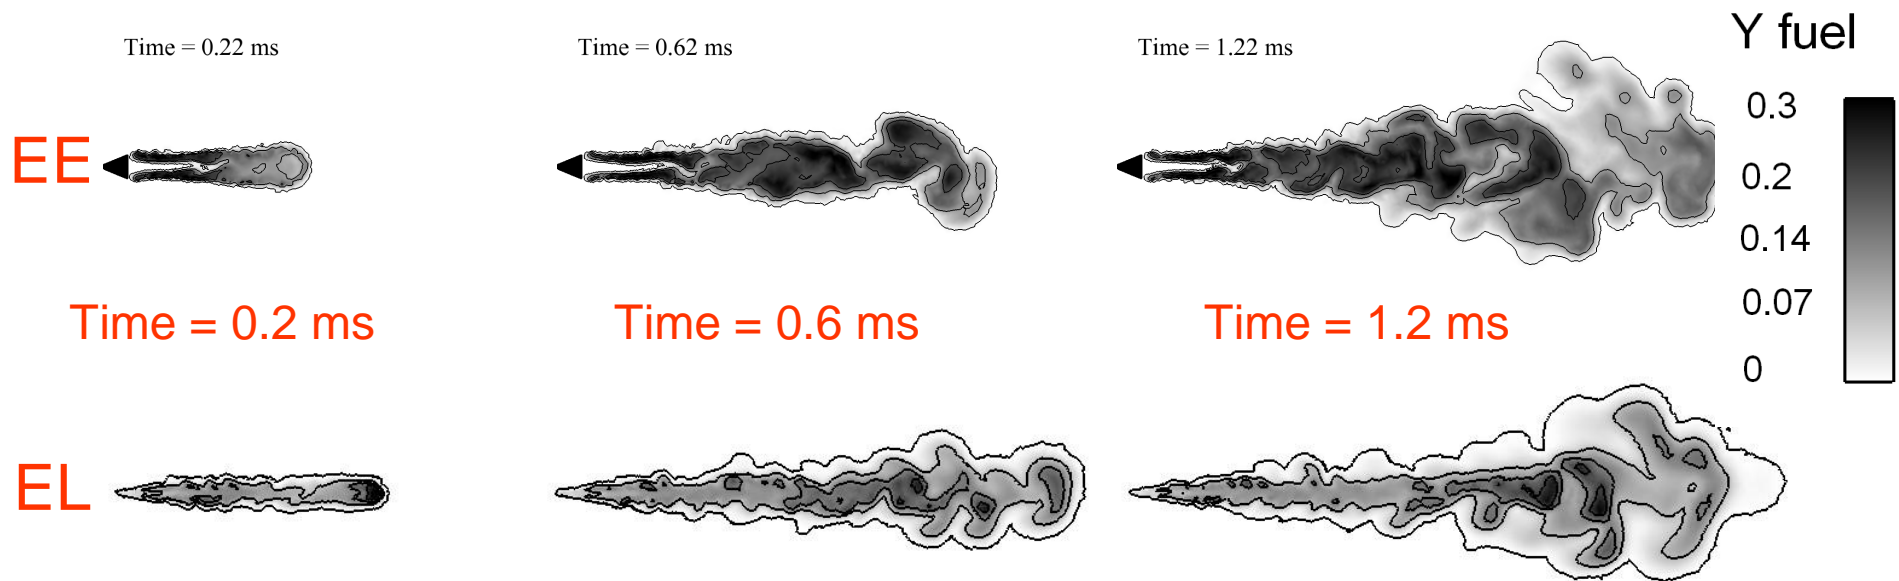 Time = 0.22 ms
Time = 0.62 ms
Time = 1.22 ms
Y fuel
0.3
EE
0.2
0.14
0.07
Time = 0.2 ms
Time = 0.6 ms
Time = 1.2 ms
0
EL